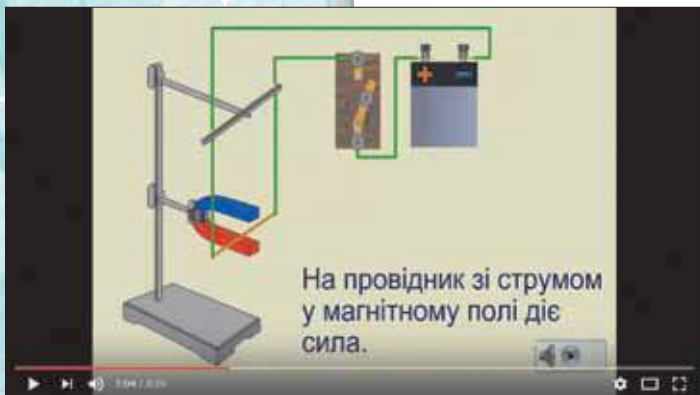 На провідник зі струмом
у магнітному полі діє
сила.